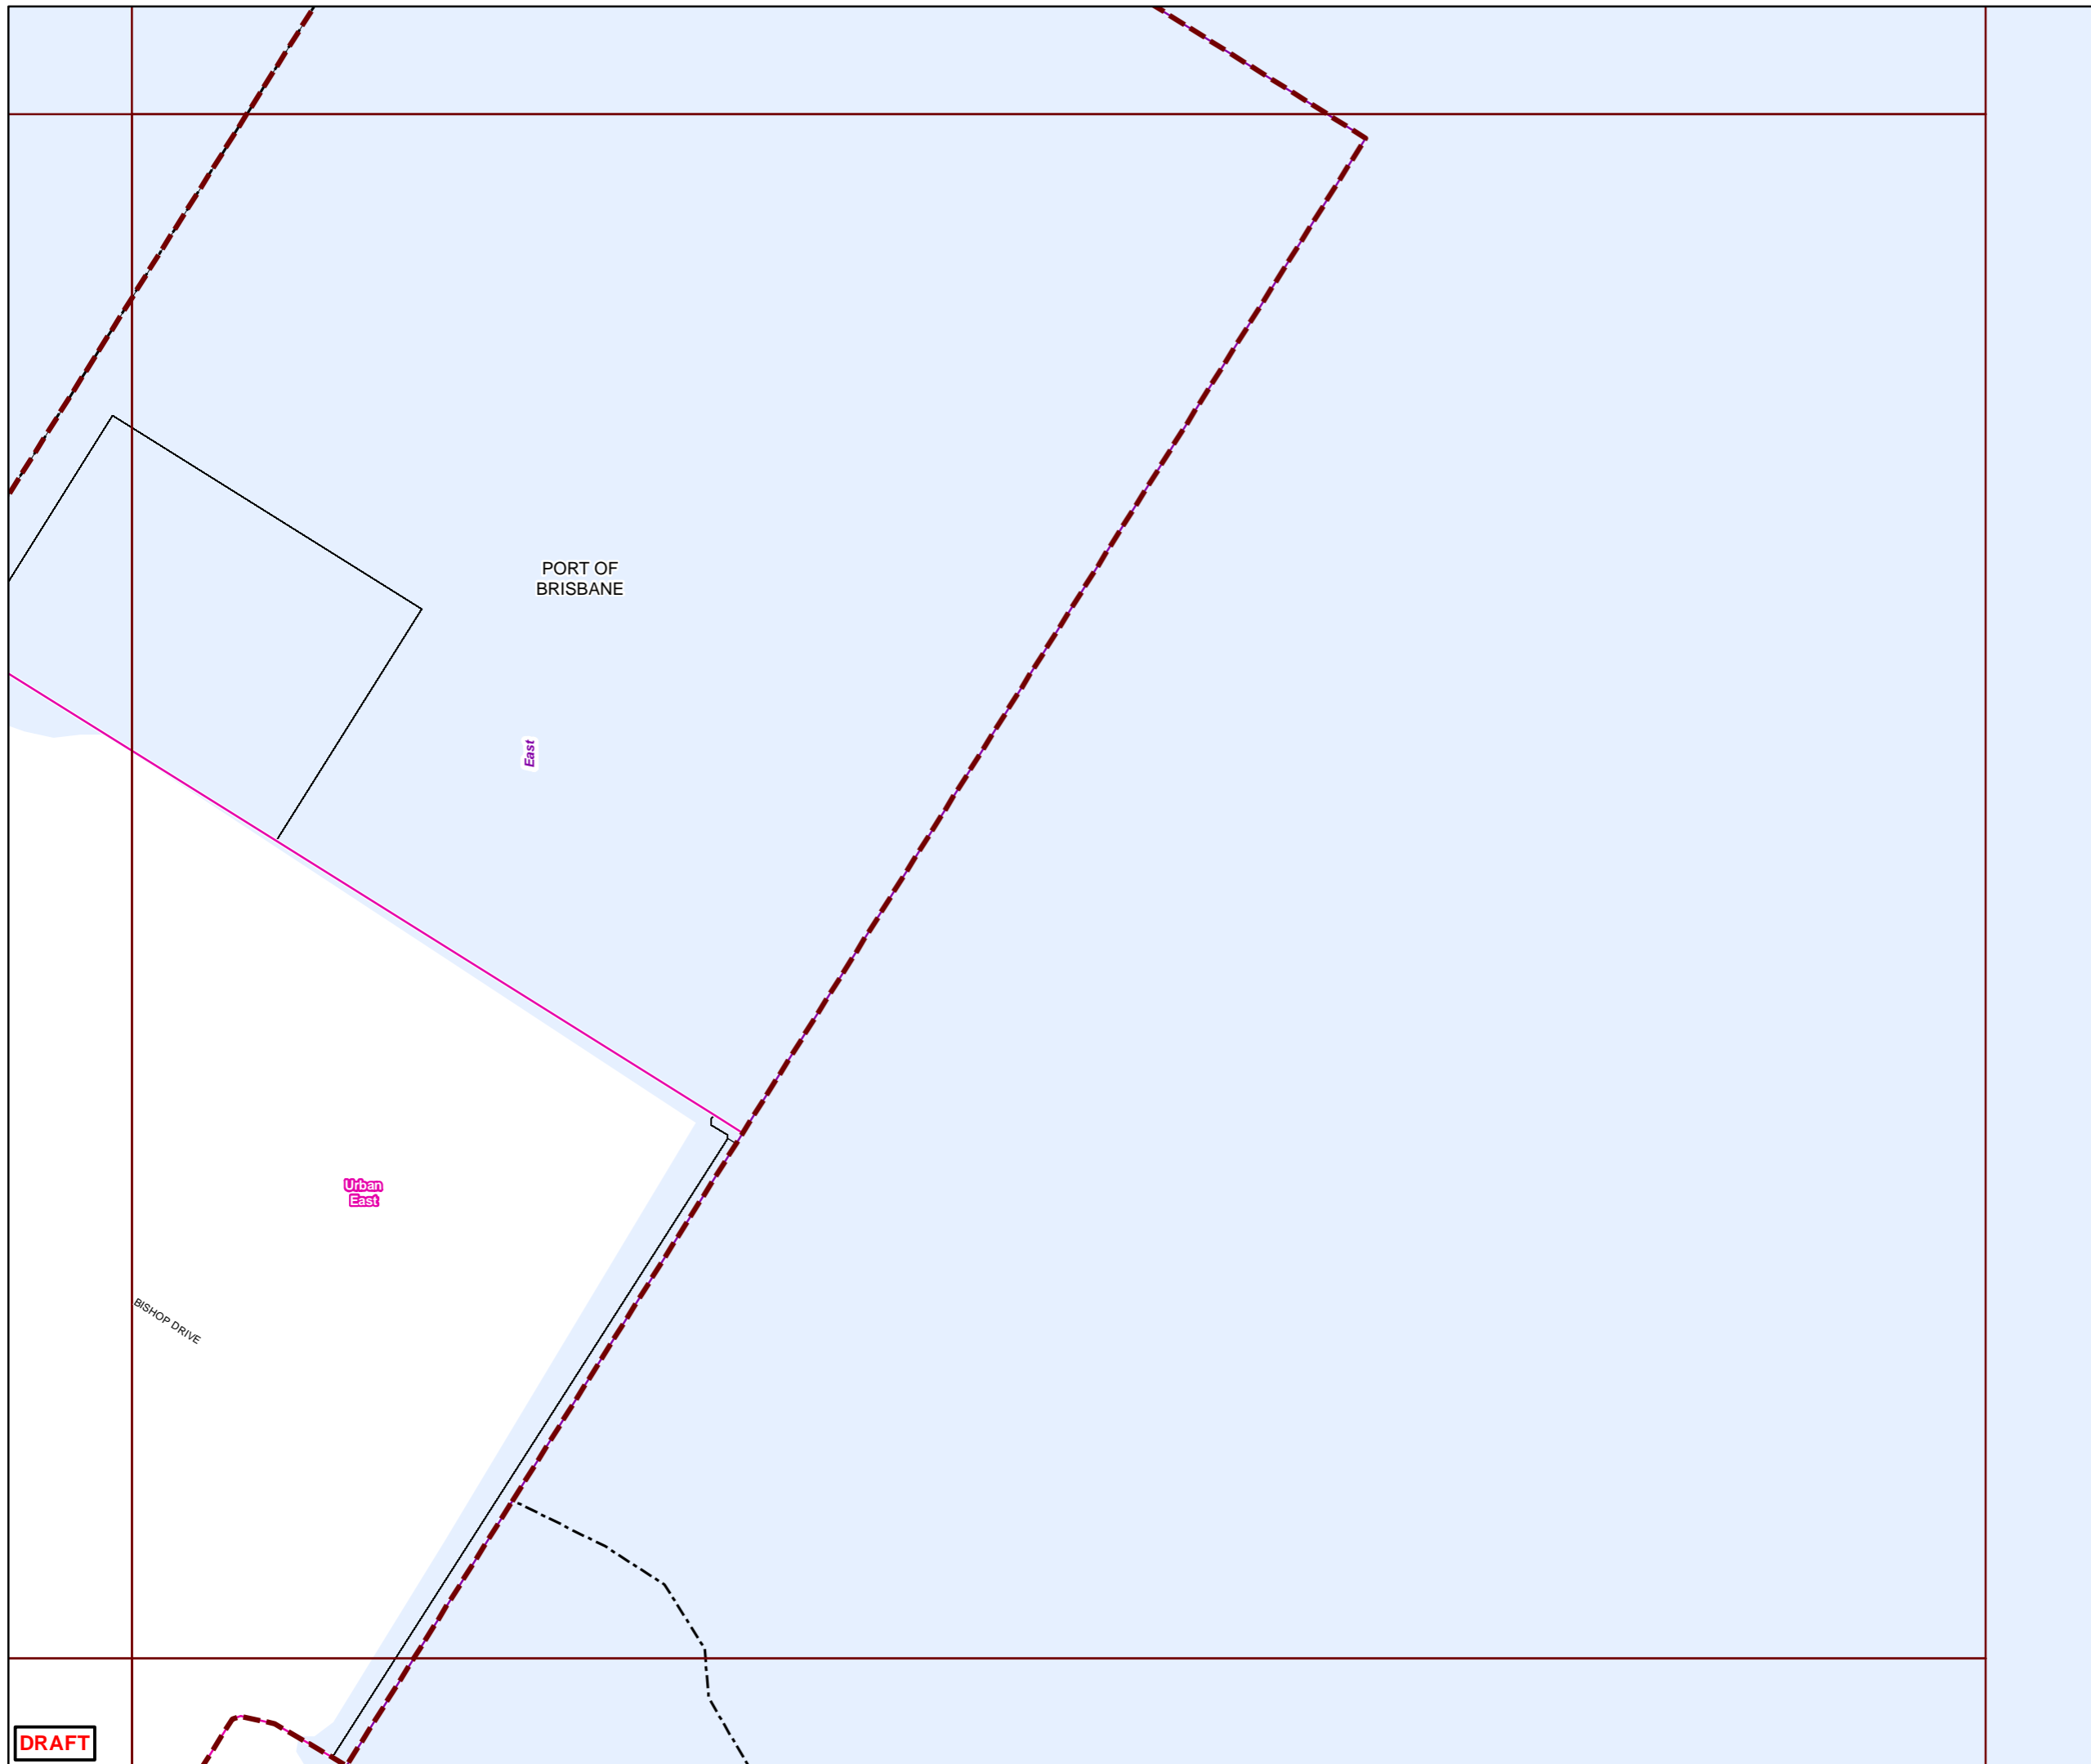 PORT OF
BRISBANE
East
Urban
East
BISHOP DRIVE
DRAFT